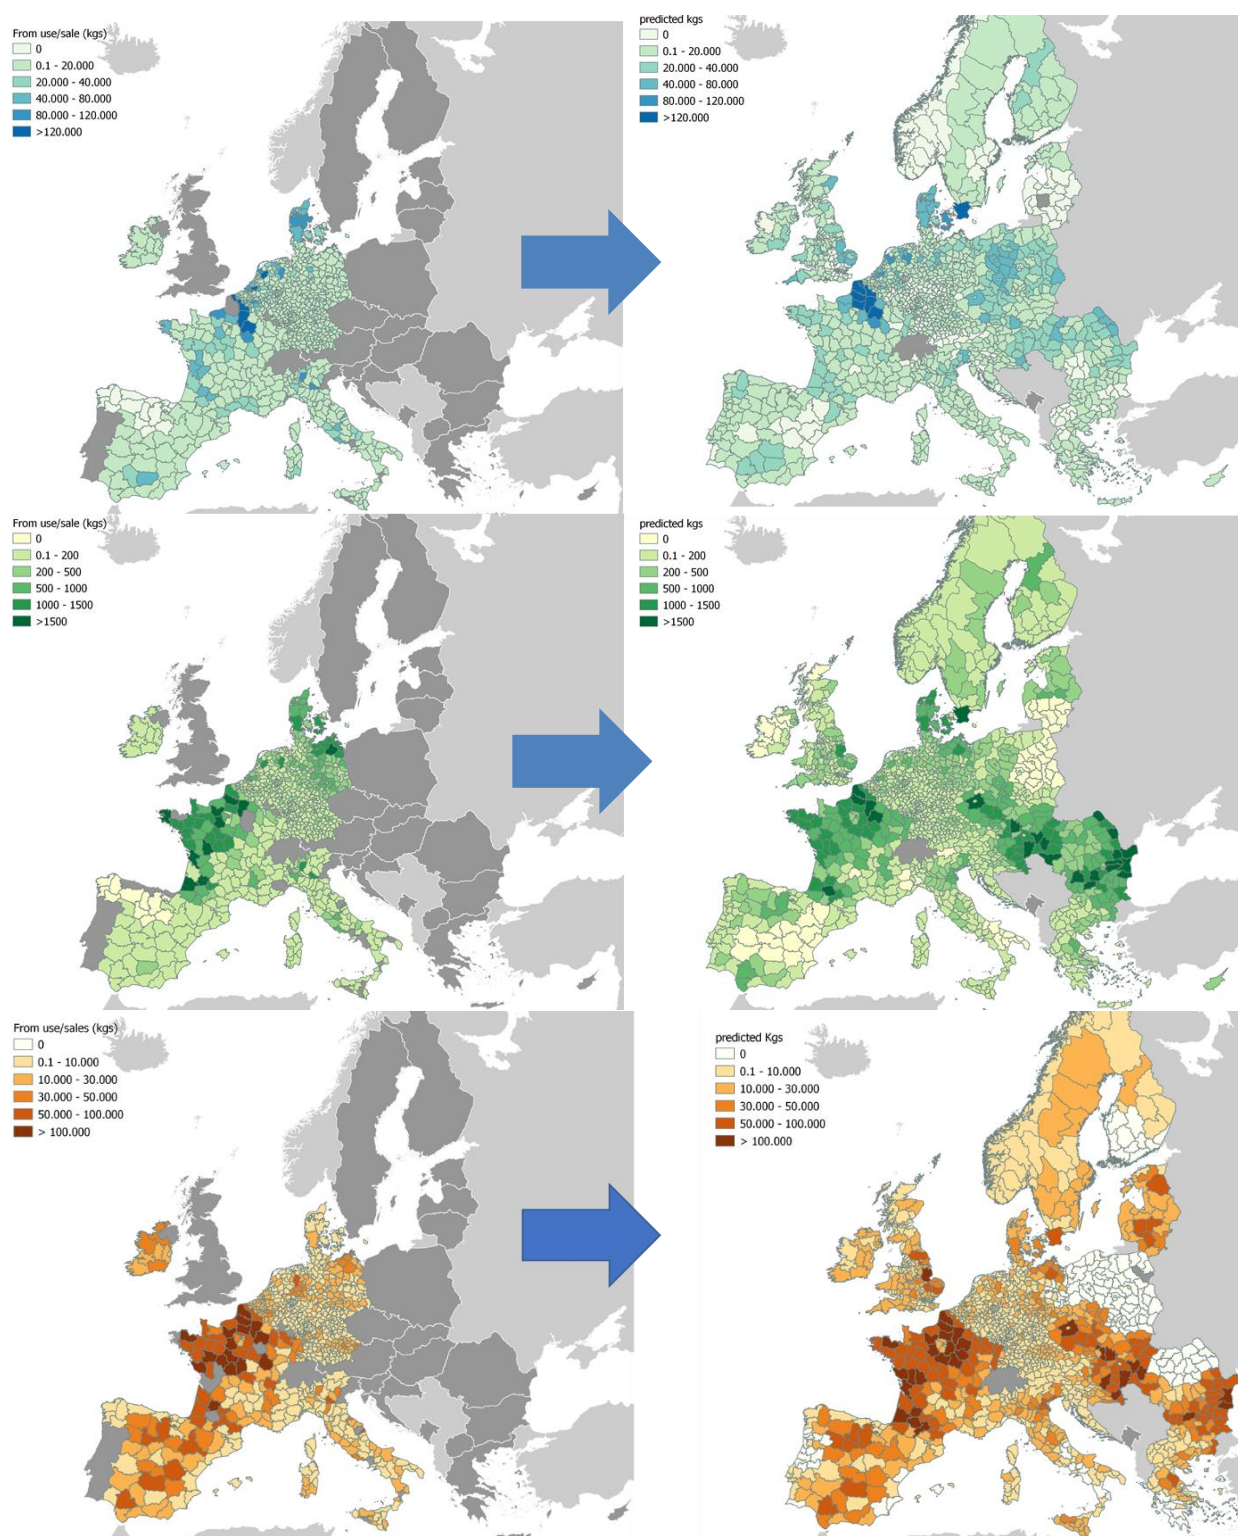 From use/sale (kgs)
0
0.1 - 20.000
20.000 - 40.000
40.000 - 80.000
80.000 - 120.000
>120.000
predicted kgs
0
0.1 - 20.000
20.000 - 40.000
40.000 - 80.000
80.000 - 120.000
>120.000
From use/sale (kgs)
0
0.1 - 200
200 - 500
500 - 1000
1000 - 1500
>1500
predicted kgs
0
0.1 - 200
200 - 500
500 - 1000
1000 - 1500
>1500
From use/sales (kgs)
0
0.1 - 10.000
10.000 - 30.000
30.000 - 50.000
50.000 - 100.000
> 100.000
predicted Kgs
0
0.1 - 10.000
10.000 - 30.000
30.000 - 50.000
50.000 - 100.000
> 100.000